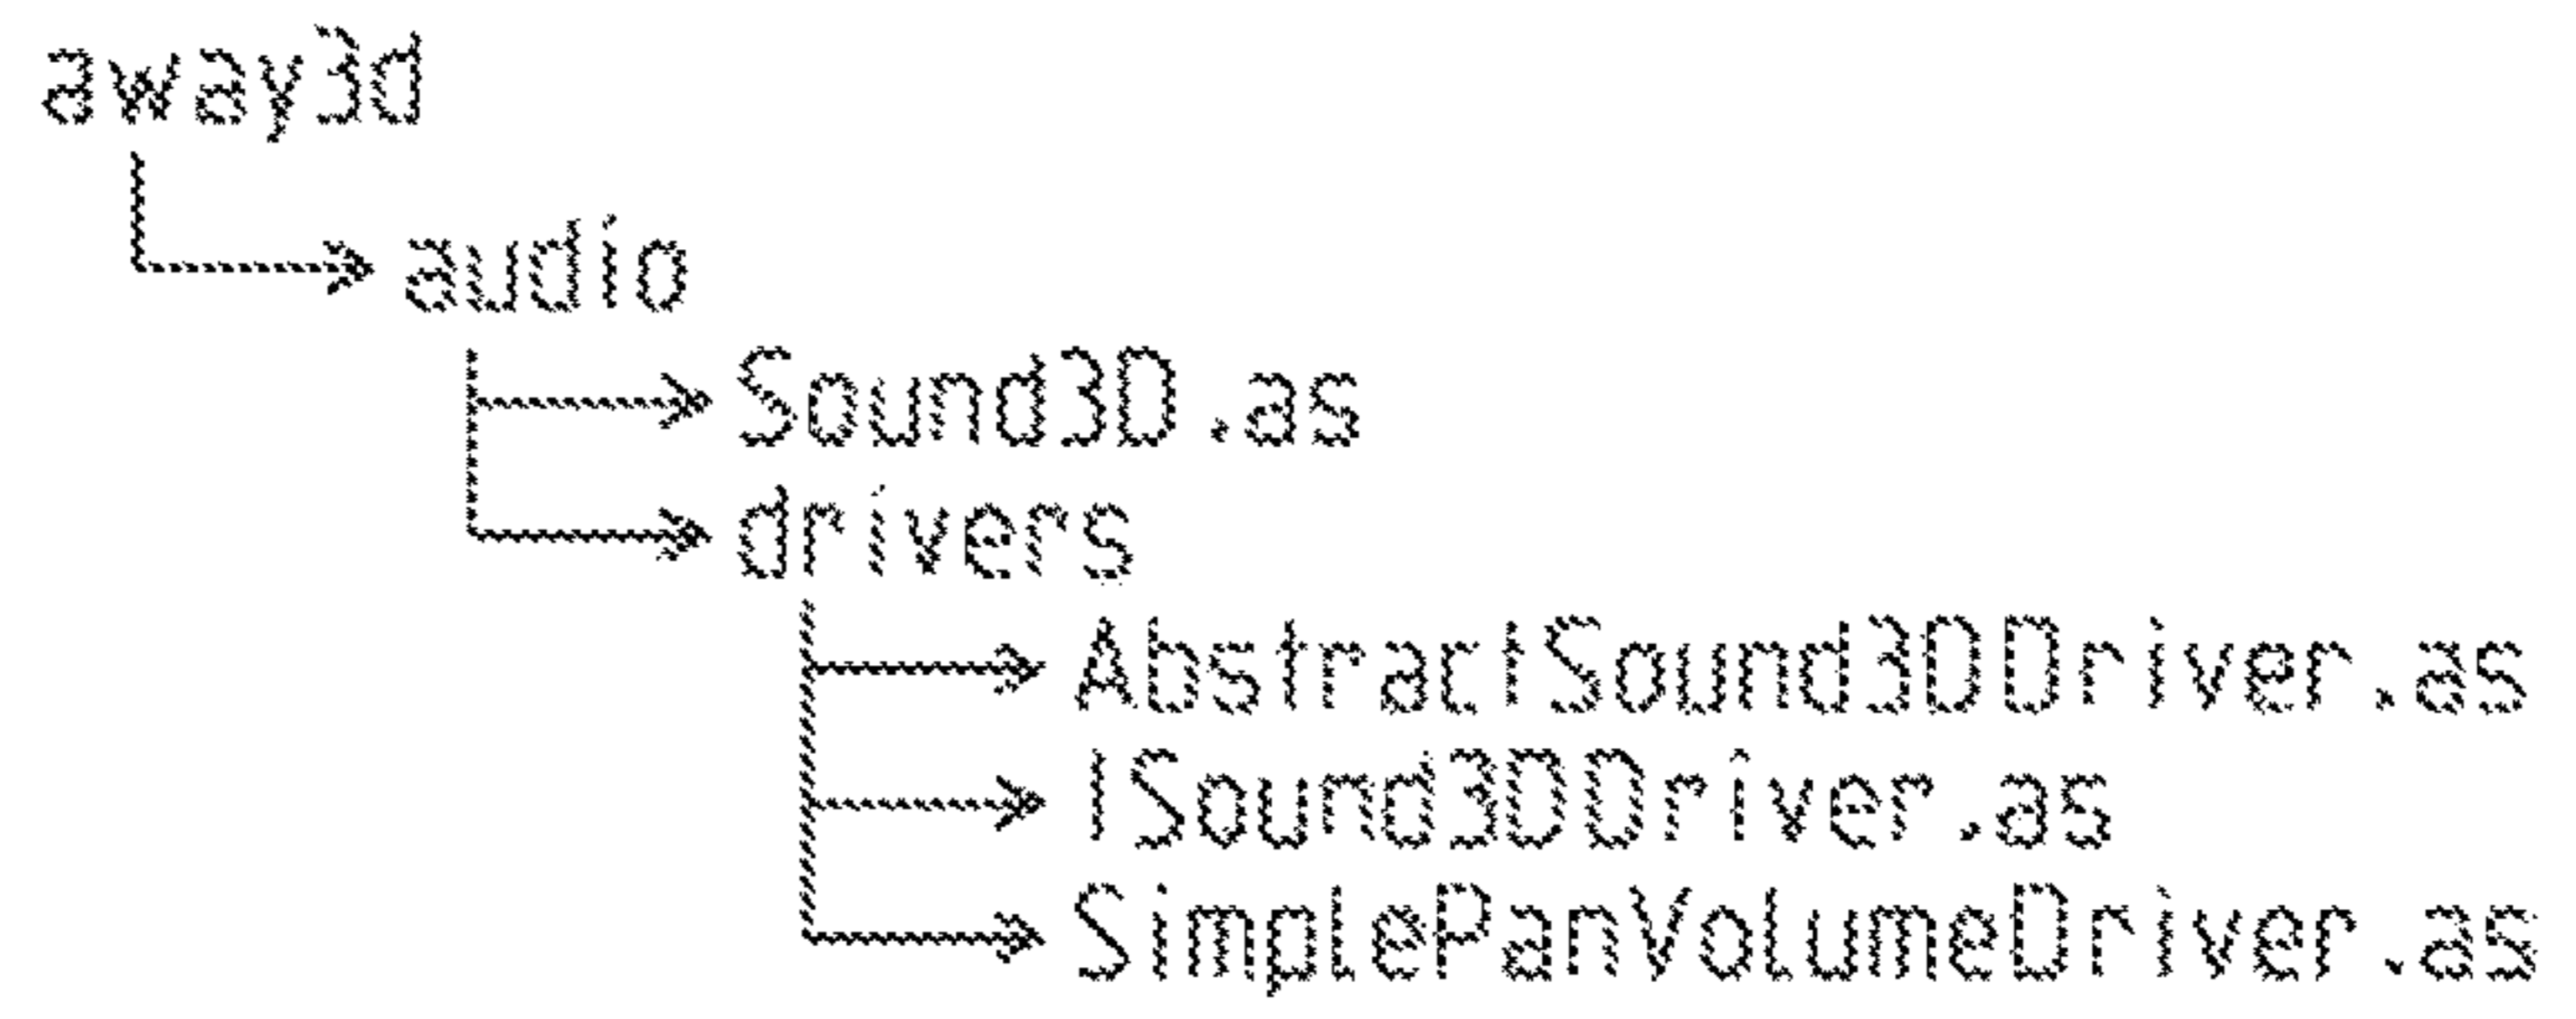 away3d
audio
Sound3D.as
drivers
AbstractSound3DDriver.as
ISound3DDriver.as
SimplePanVolumeDriver.as